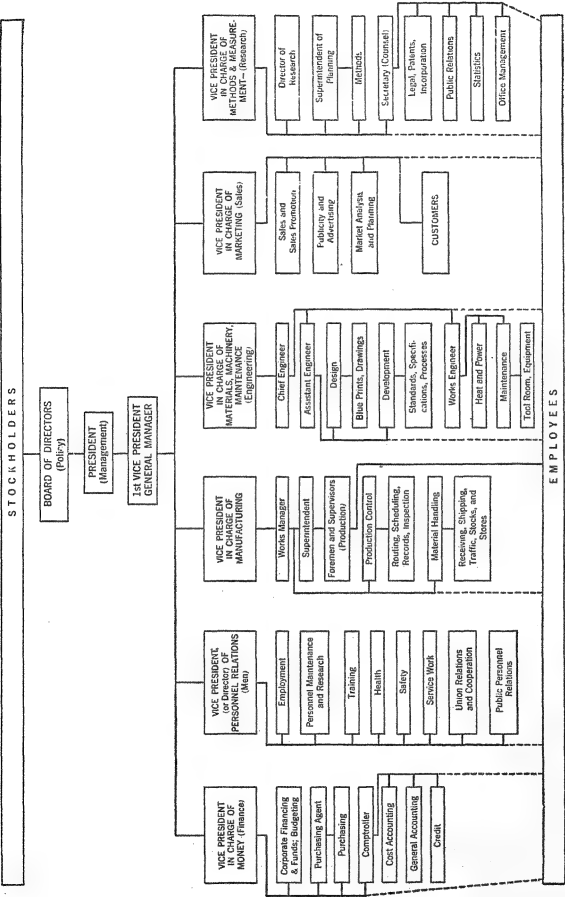 STOCKHOLDERS
BOARD OF DIRECTORS
(Policy)
PRESIDENT
(Management)
1st VICE PRESIDENT
GENERAL MANAGER
VICE PRESIDENT
IN CHARGE OF
MONEY (Finance)
Corporate Financing
& Funds; Budgeting
Purchasing Agent
Purchasing
Comptroller
Cost Accounting
General Accounting
Credit
VICE PRESIDENT,
(or Director) OF
PERSONNEL RELATIONS
(Men)
Employment
Personnel Maintenance
and Research
Training
Health
Safety
Service Work
Union Relations
and Cooperation
Public Personnel
Relations
VICE PRESIDENT
IN CHARGE OF
MANUFACTURING
Works Manager
Superintendent
Foremen and Supervisors
(Production)
Production Control
Routing, Scheduling,
Records, Inspection
Material Handling
Receiving, Shipping,
Traffic, Stocks, and
Stores
VICE PRESIDENT
IN CHARGE OF
MATERIALS, MACHINERY,
MAINTENANCE
(Engineering)
Chief Engineer
Assistant Engineer
Design
Blue Prints, Drawings
Development
Standards, Specifi-
cations, Processes
Works Engineer
Heat and Power
Maintenance
Tool Room, Equipment
VICE PRESIDENT
IN CHARGE OF
MARKETING (Sales)
Sales and
Sales Promotion
Publicity and
Advertising
Market Analysis
and Planning
CUSTOMERS
VICE PRESIDENT
IN CHARGE OF
METHODS & MEASURE-
MENT— (Research)
Director of
Research
Superintendent of
Planning
Methods
Secretary (Counsel)
Legal, Patents,
Incorporation
Public Relations
Statistics
Office Management
EMPLOYEES